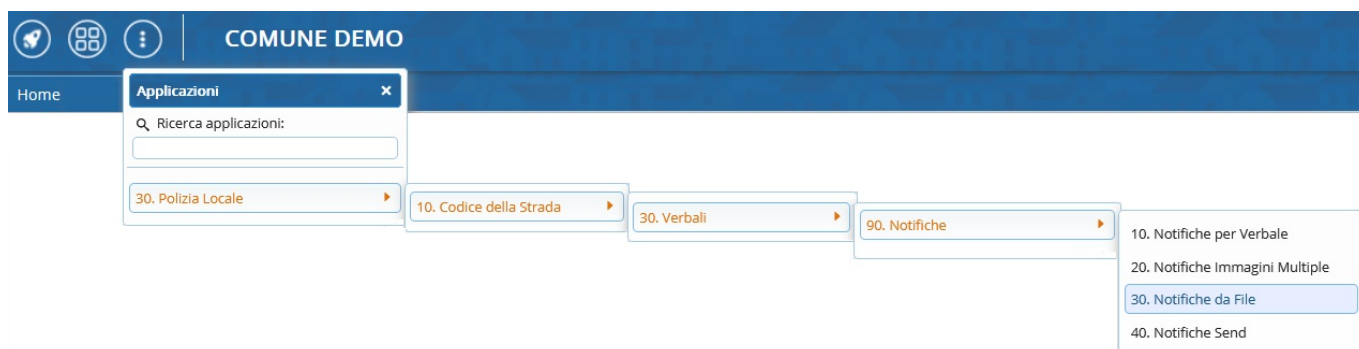 COMUNE DEMO
Home
Applicazioni
Ricerca applicazioni:
30. Polizia Locale
10. Codice della Strada
30. Verbali
90. Notifiche
10. Notifiche per Verbale
20. Notifiche Immagini Multiple
30. Notifiche da File
40. Notifiche Send